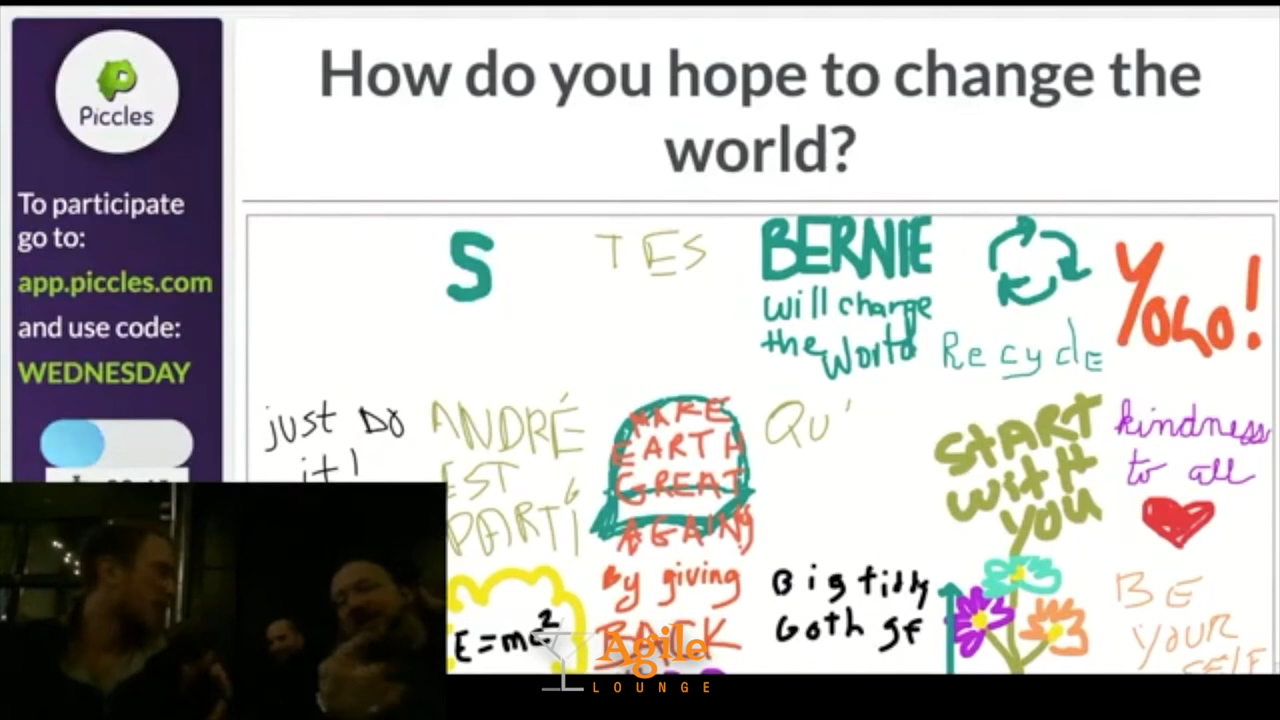 How do you hope to change the
world?
Piccles
To participate
go to:
app.piccles.com
and use code:
WEDNESDAY
S
TES
BERNIE
will change
the World
Recycle
YOLO!
just DO
it!
ANDRÉ
EST
PARTI
MAKE
EARTH
GREAT
AGAIN
By giving
BACK
QU'
START
WITH
YOU
kindness
to all
E=mc²
Big titty
Goth gf
BE
YOUR
SELF
Agile
LOUNGE